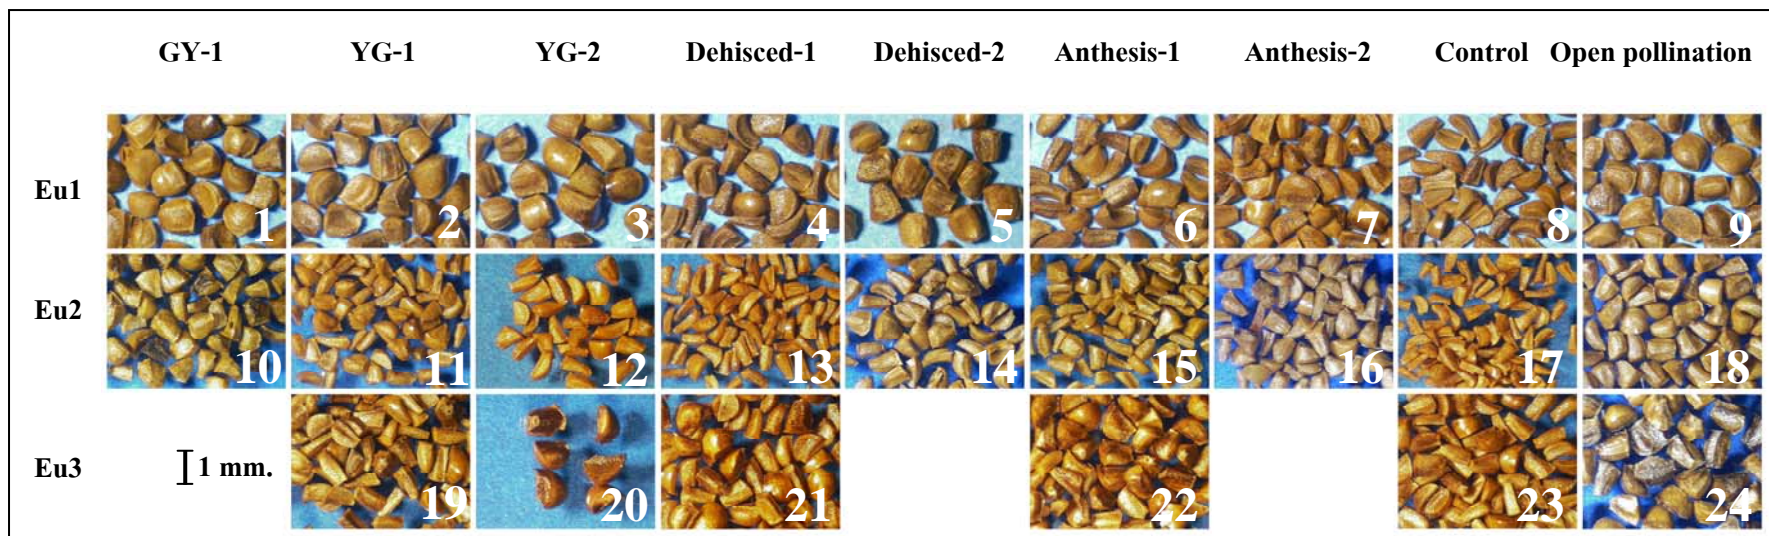 GY-1 YG-1 YG-2 Dehisced-1 Dehisced-2 Anthesis-1 Anthesis-2 Control Open pollination
Eu1 1 2 3 4 5 6 7 8 9
Eu2 10 11 12 13 14 15 16 17 18
Eu3 1 mm. 19 20 21 22 23 24